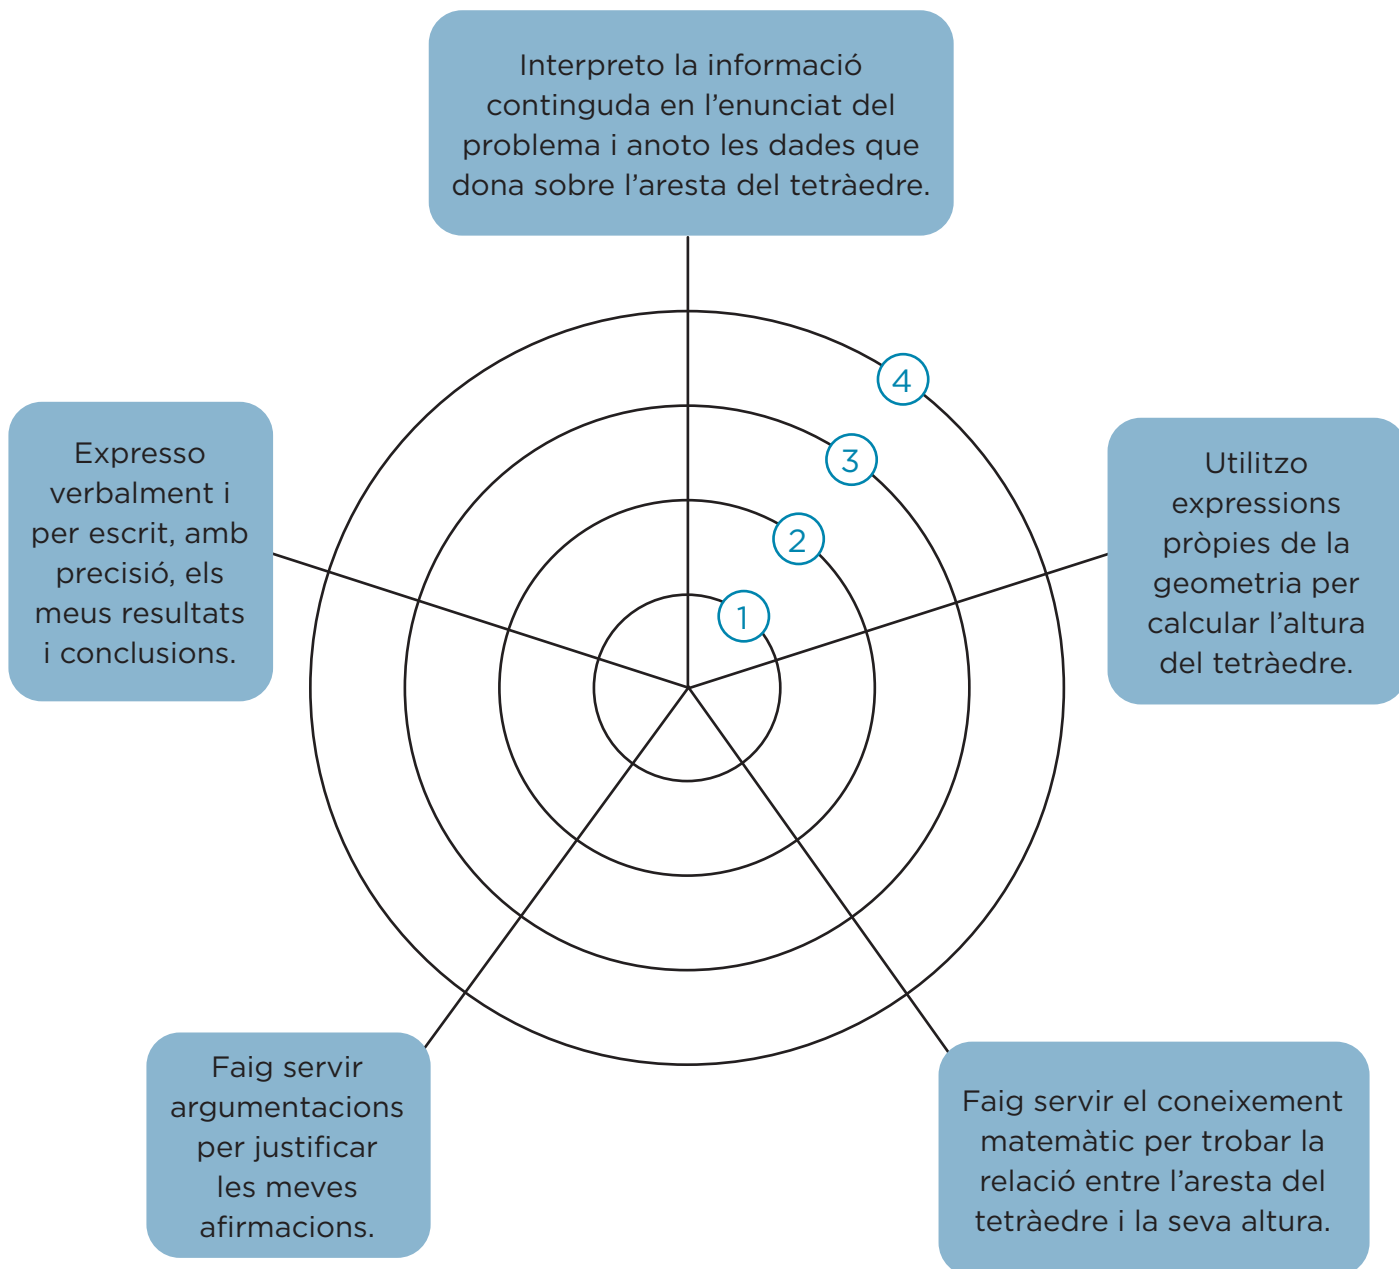 Interpreto la informació
continguda en l’enunciat del
problema i anoto les dades que
dona sobre l’aresta del tetràedre.
4
3
2
1
Expresso
verbalment i
per escrit, amb
precisió, els
meus resultats
i conclusions.
Utilitzo
expressions
pròpies de la
geometria per
calcular l’altura
del tetràedre.
Faig servir
argumentacions
per justificar
les meves
afirmacions.
Faig servir el coneixement
matemàtic per trobar la
relació entre l’aresta del
tetràedre i la seva altura.